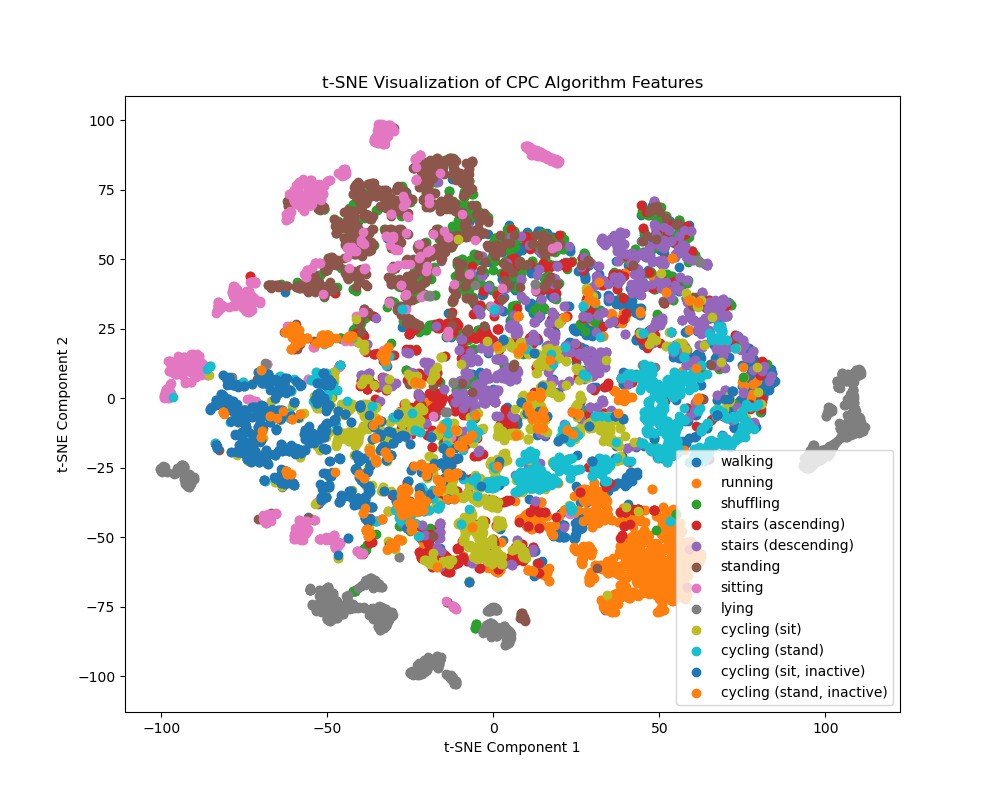 t-SNE Visualization of CPC Algorithm Features
100
75
50
25
0
−25
−50
−75
−100
t-SNE Component 2
walking
running
shuffling
stairs (ascending)
stairs (descending)
standing
sitting
lying
cycling (sit)
cycling (stand)
cycling (sit, inactive)
cycling (stand, inactive)
−100
−50
0
50
100
t-SNE Component 1